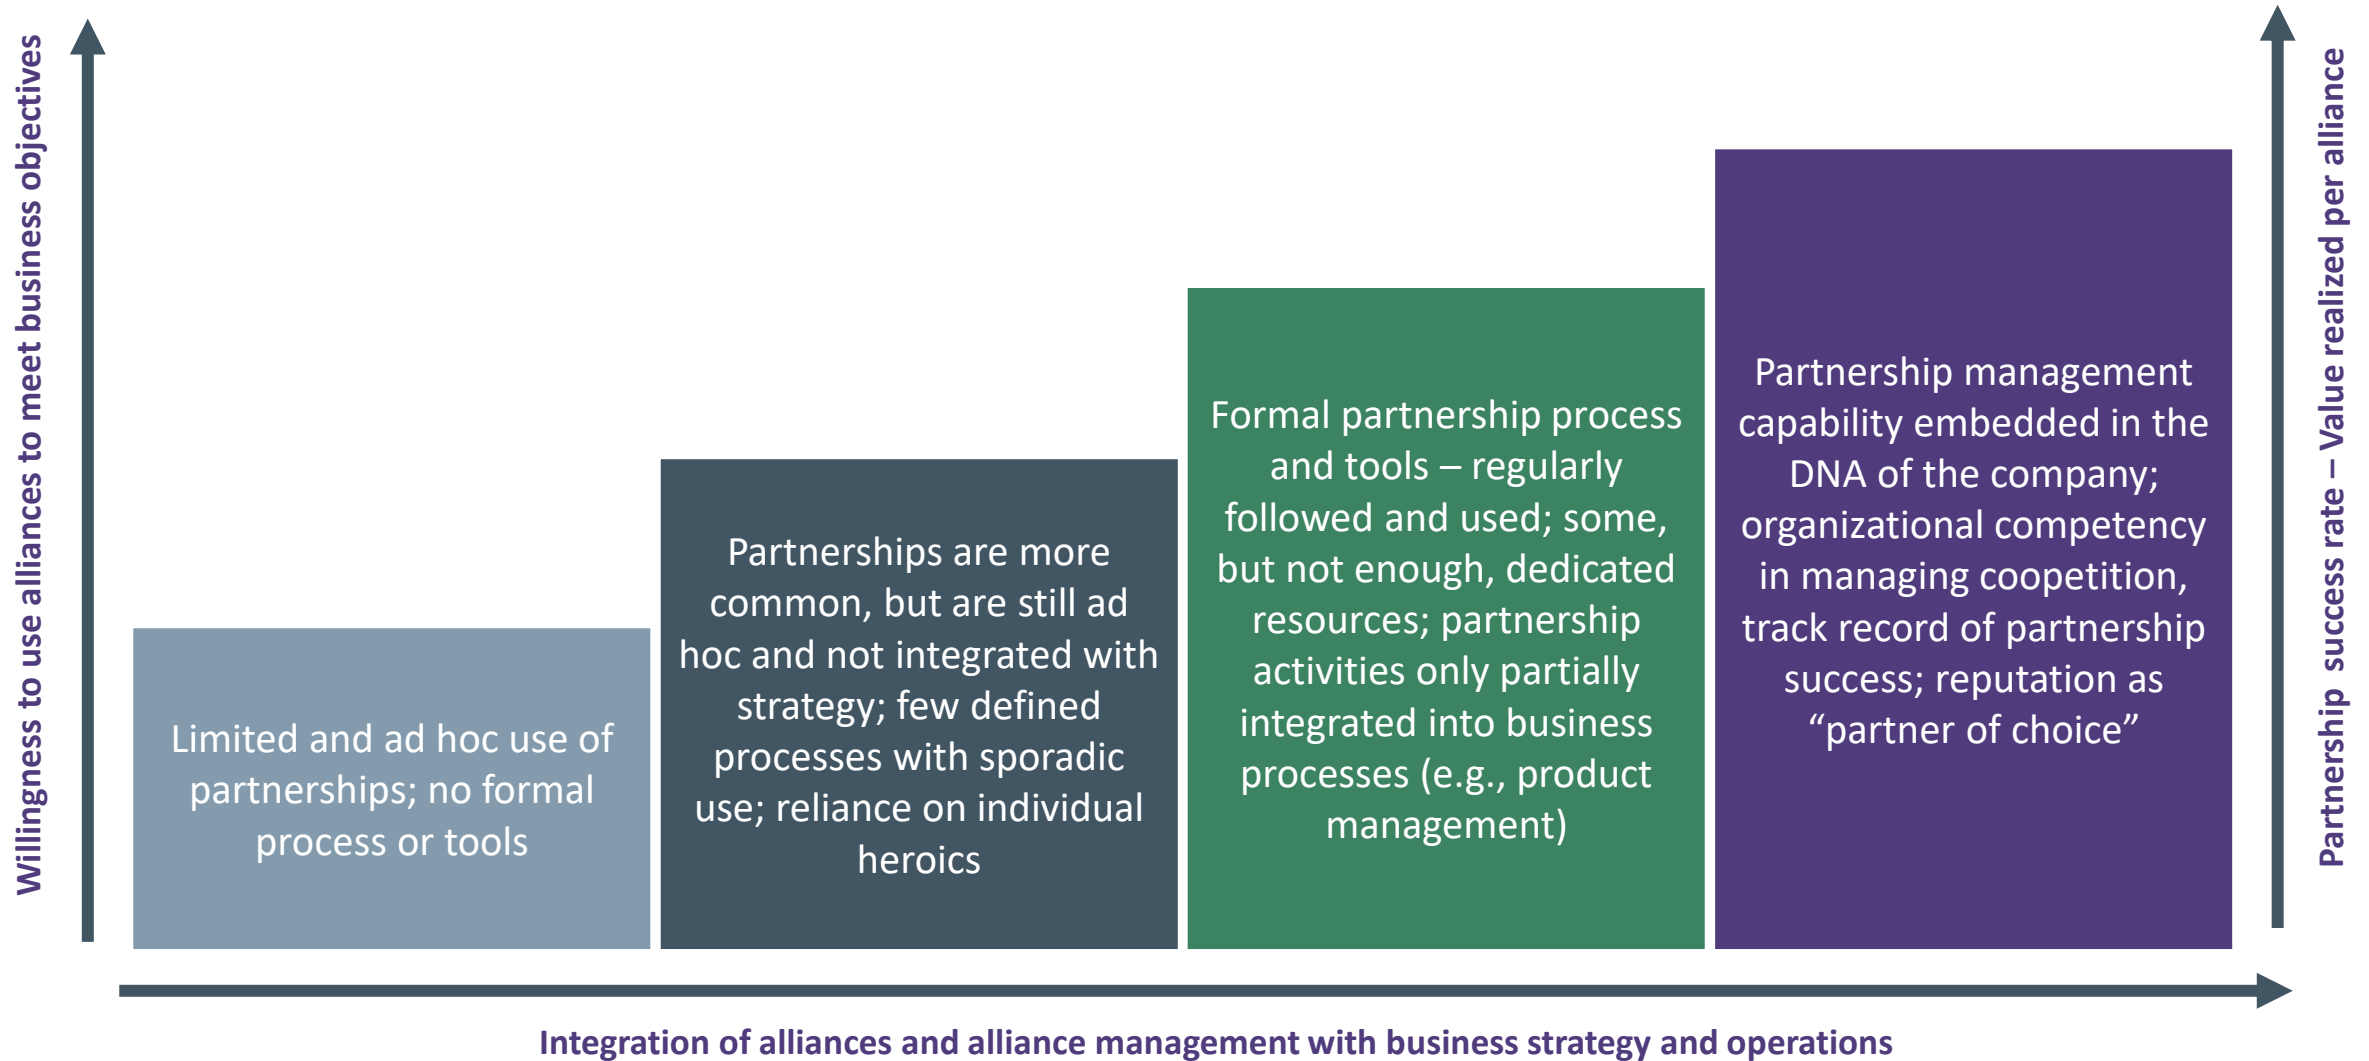 Willingness to use alliances to meet business objectives
Limited and ad hoc use of
partnerships; no formal
process or tools
Partnerships are more
common, but are still ad
hoc and not integrated with
strategy; few defined
processes with sporadic
use; reliance on individual
heroics
Formal partnership process
and tools – regularly
followed and used; some,
but not enough, dedicated
resources; partnership
activities only partially
integrated into business
processes (e.g., product
management)
Partnership management
capability embedded in the
DNA of the company;
organizational competency
in managing coopetition,
track record of partnership
success; reputation as
“partner of choice”
Partnership success rate – Value realized per alliance
Integration of alliances and alliance management with business strategy and operations